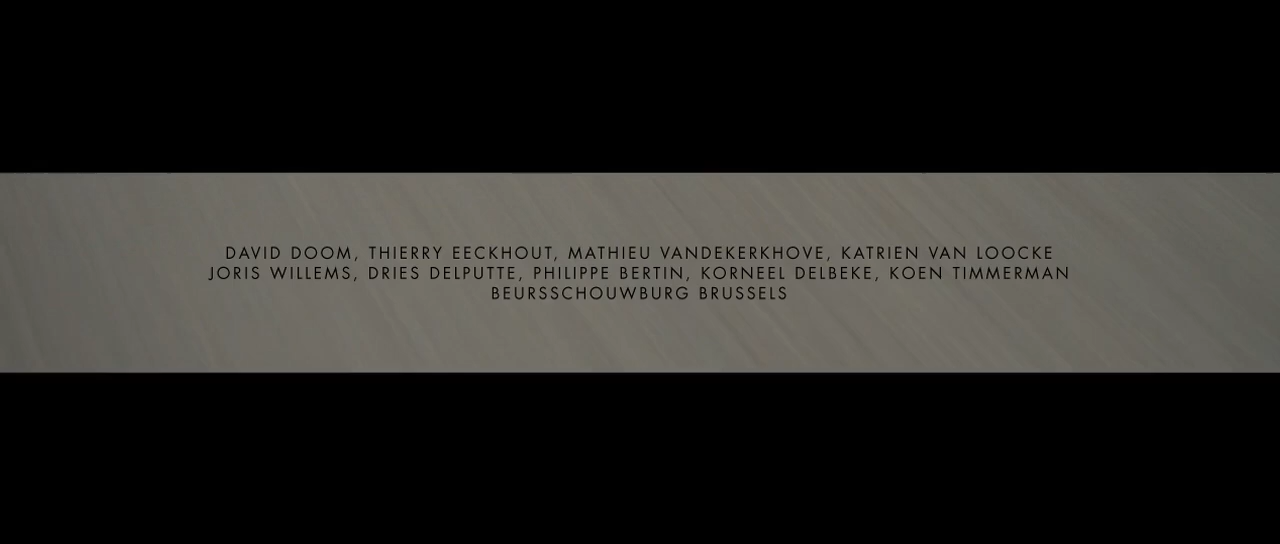 DAVID DOOM, THIERRY EECKHOUT, MATHIEU VANDEKERKHOVE, KATRIEN VAN LOOCKE
JORIS WILLEMS, DRIES DELPUTTE, PHILIPPE BERTIN, KORNEEL DELBEKE, KOEN TIMMERMAN
BEURSSCHOUWBURG BRUSSELS